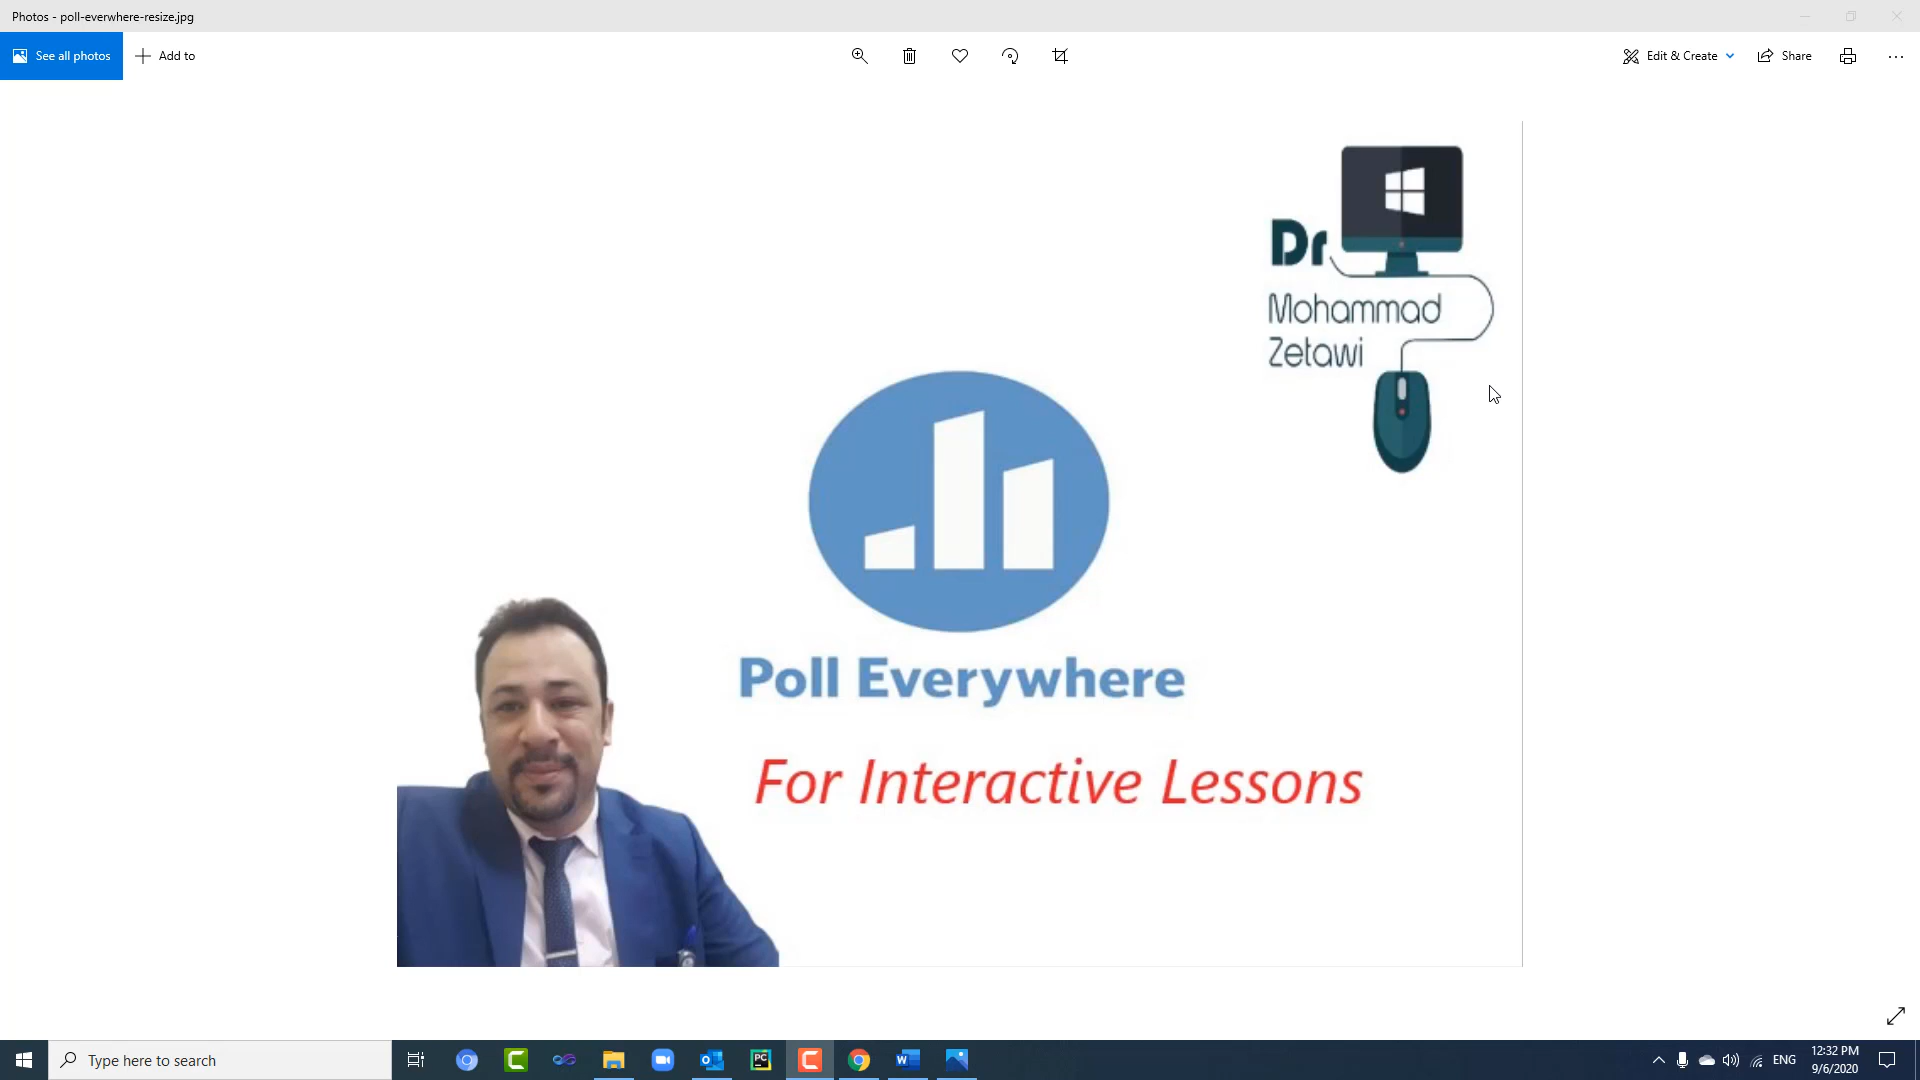 Photos - poll-everwhere-resize.jpg
See all photos
Add to
Edit & Create
Share
Dr
Mohammad
Zetawi
Poll Everywhere
For Interactive Lessons
Type here to search
PC
W
ENG
12:32 PM
9/6/2020